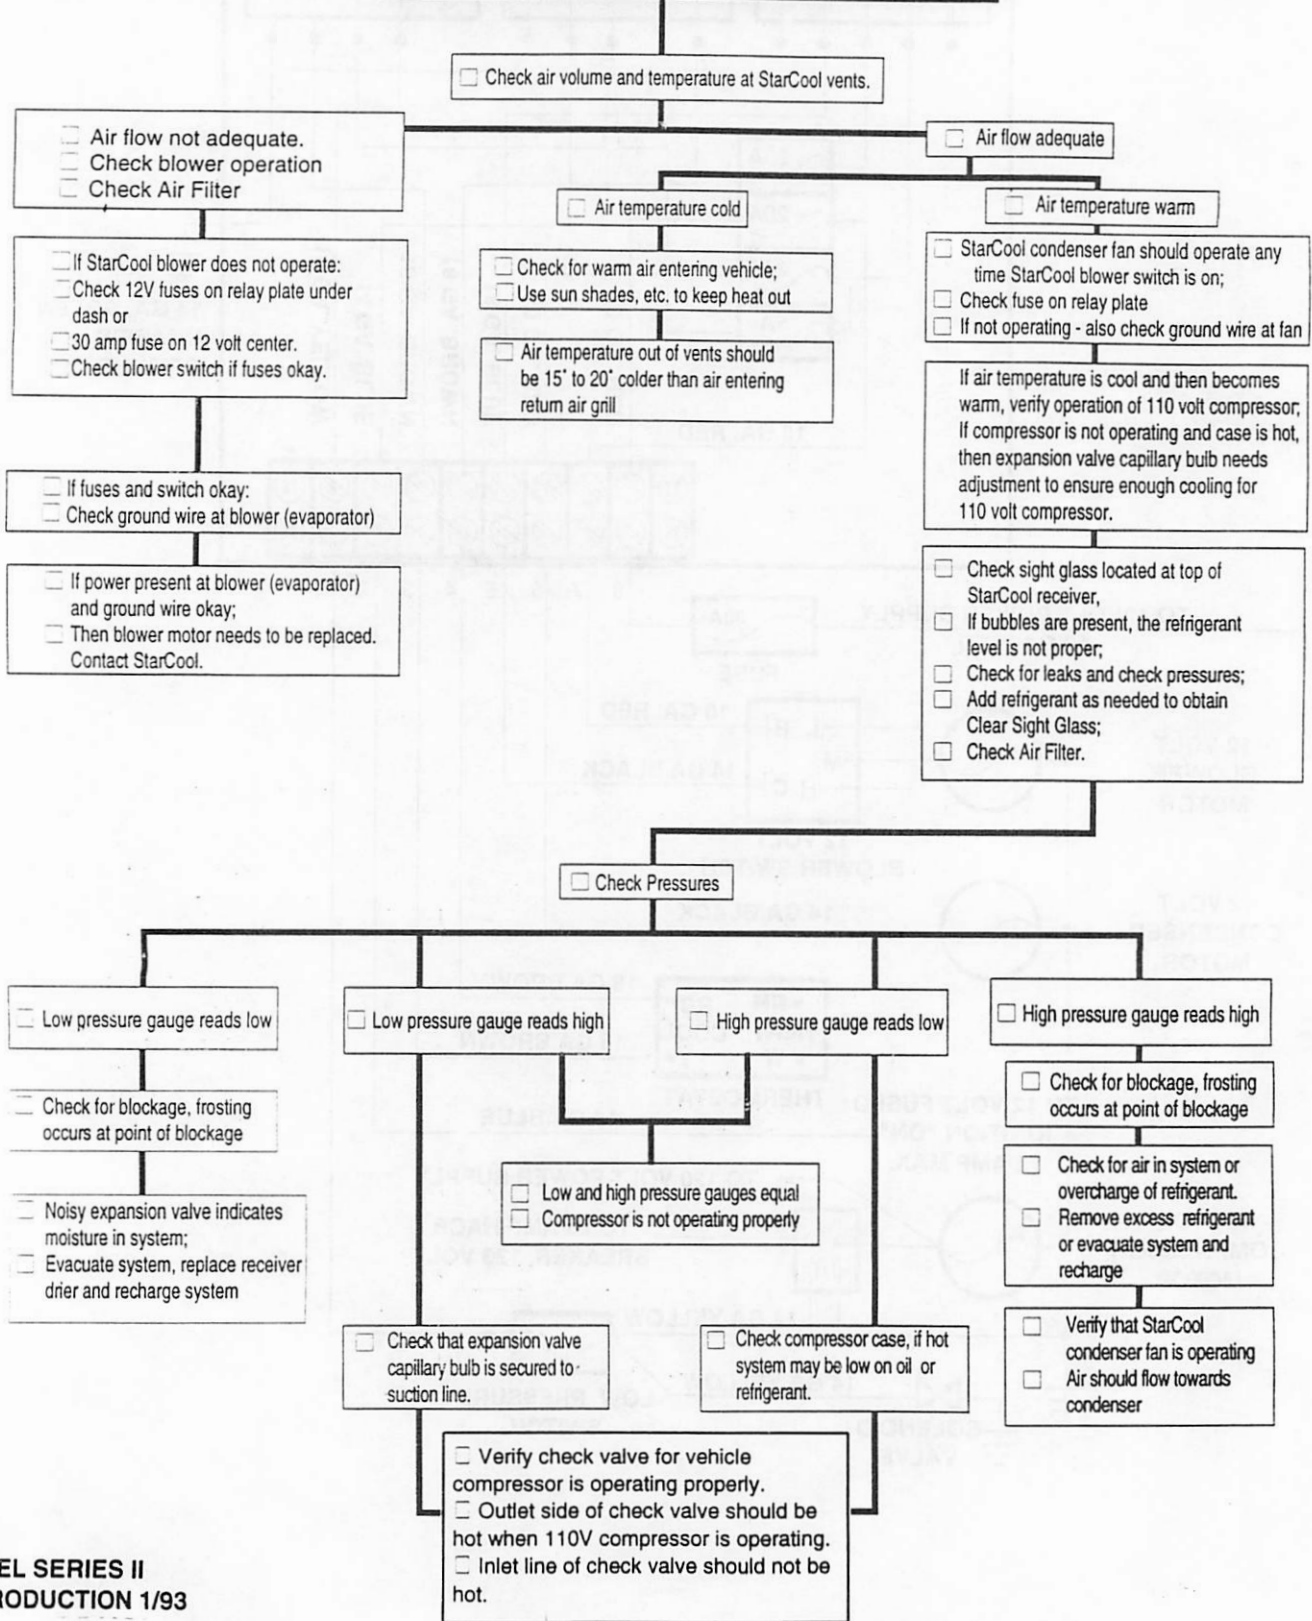 Check air volume and temperature at StarCool vents.
Air flow not adequate.
Check blower operation
Check Air Filter
Air flow adequate
Air temperature cold
Air temperature warm
If StarCool blower does not operate:
Check 12V fuses on relay plate under
dash or
30 amp fuse on 12 volt center.
Check blower switch if fuses okay.
Check for warm air entering vehicle;
Use sun shades, etc. to keep heat out
StarCool condenser fan should operate any
time StarCool blower switch is on;
Check fuse on relay plate
If not operating - also check ground wire at fan
Air temperature out of vents should
be 15° to 20° colder than air entering
return air grill
If air temperature is cool and then becomes
warm, verify operation of 110 volt compressor;
If compressor is not operating and case is hot,
then expansion valve capillary bulb needs
adjustment to ensure enough cooling for
110 volt compressor.
If fuses and switch okay:
Check ground wire at blower (evaporator)
If power present at blower (evaporator)
and ground wire okay;
Then blower motor needs to be replaced.
Contact StarCool.
Check sight glass located at top of
StarCool receiver,
If bubbles are present, the refrigerant
level is not proper;
Check for leaks and check pressures;
Add refrigerant as needed to obtain
Clear Sight Glass;
Check Air Filter.
Check Pressures
Low pressure gauge reads low
Low pressure gauge reads high
High pressure gauge reads low
High pressure gauge reads high
Check for blockage, frosting
occurs at point of blockage
Noisy expansion valve indicates
moisture in system;
Evacuate system, replace receiver
drier and recharge system
Low and high pressure gauges equal
Compressor is not operating properly
Check for blockage, frosting
occurs at point of blockage
Check for air in system or
overcharge of refrigerant.
Remove excess refrigerant
or evacuate system and
recharge
Check that expansion valve
capillary bulb is secured to
suction line.
Check compressor case, if hot
system may be low on oil or
refrigerant.
Verify that StarCool
condenser fan is operating
Air should flow towards
condenser
Verify check valve for vehicle
compressor is operating properly.
Outlet side of check valve should be
hot when 110V compressor is operating.
Inlet line of check valve should not be
hot.
EL SERIES II
RODUCTION 1/93